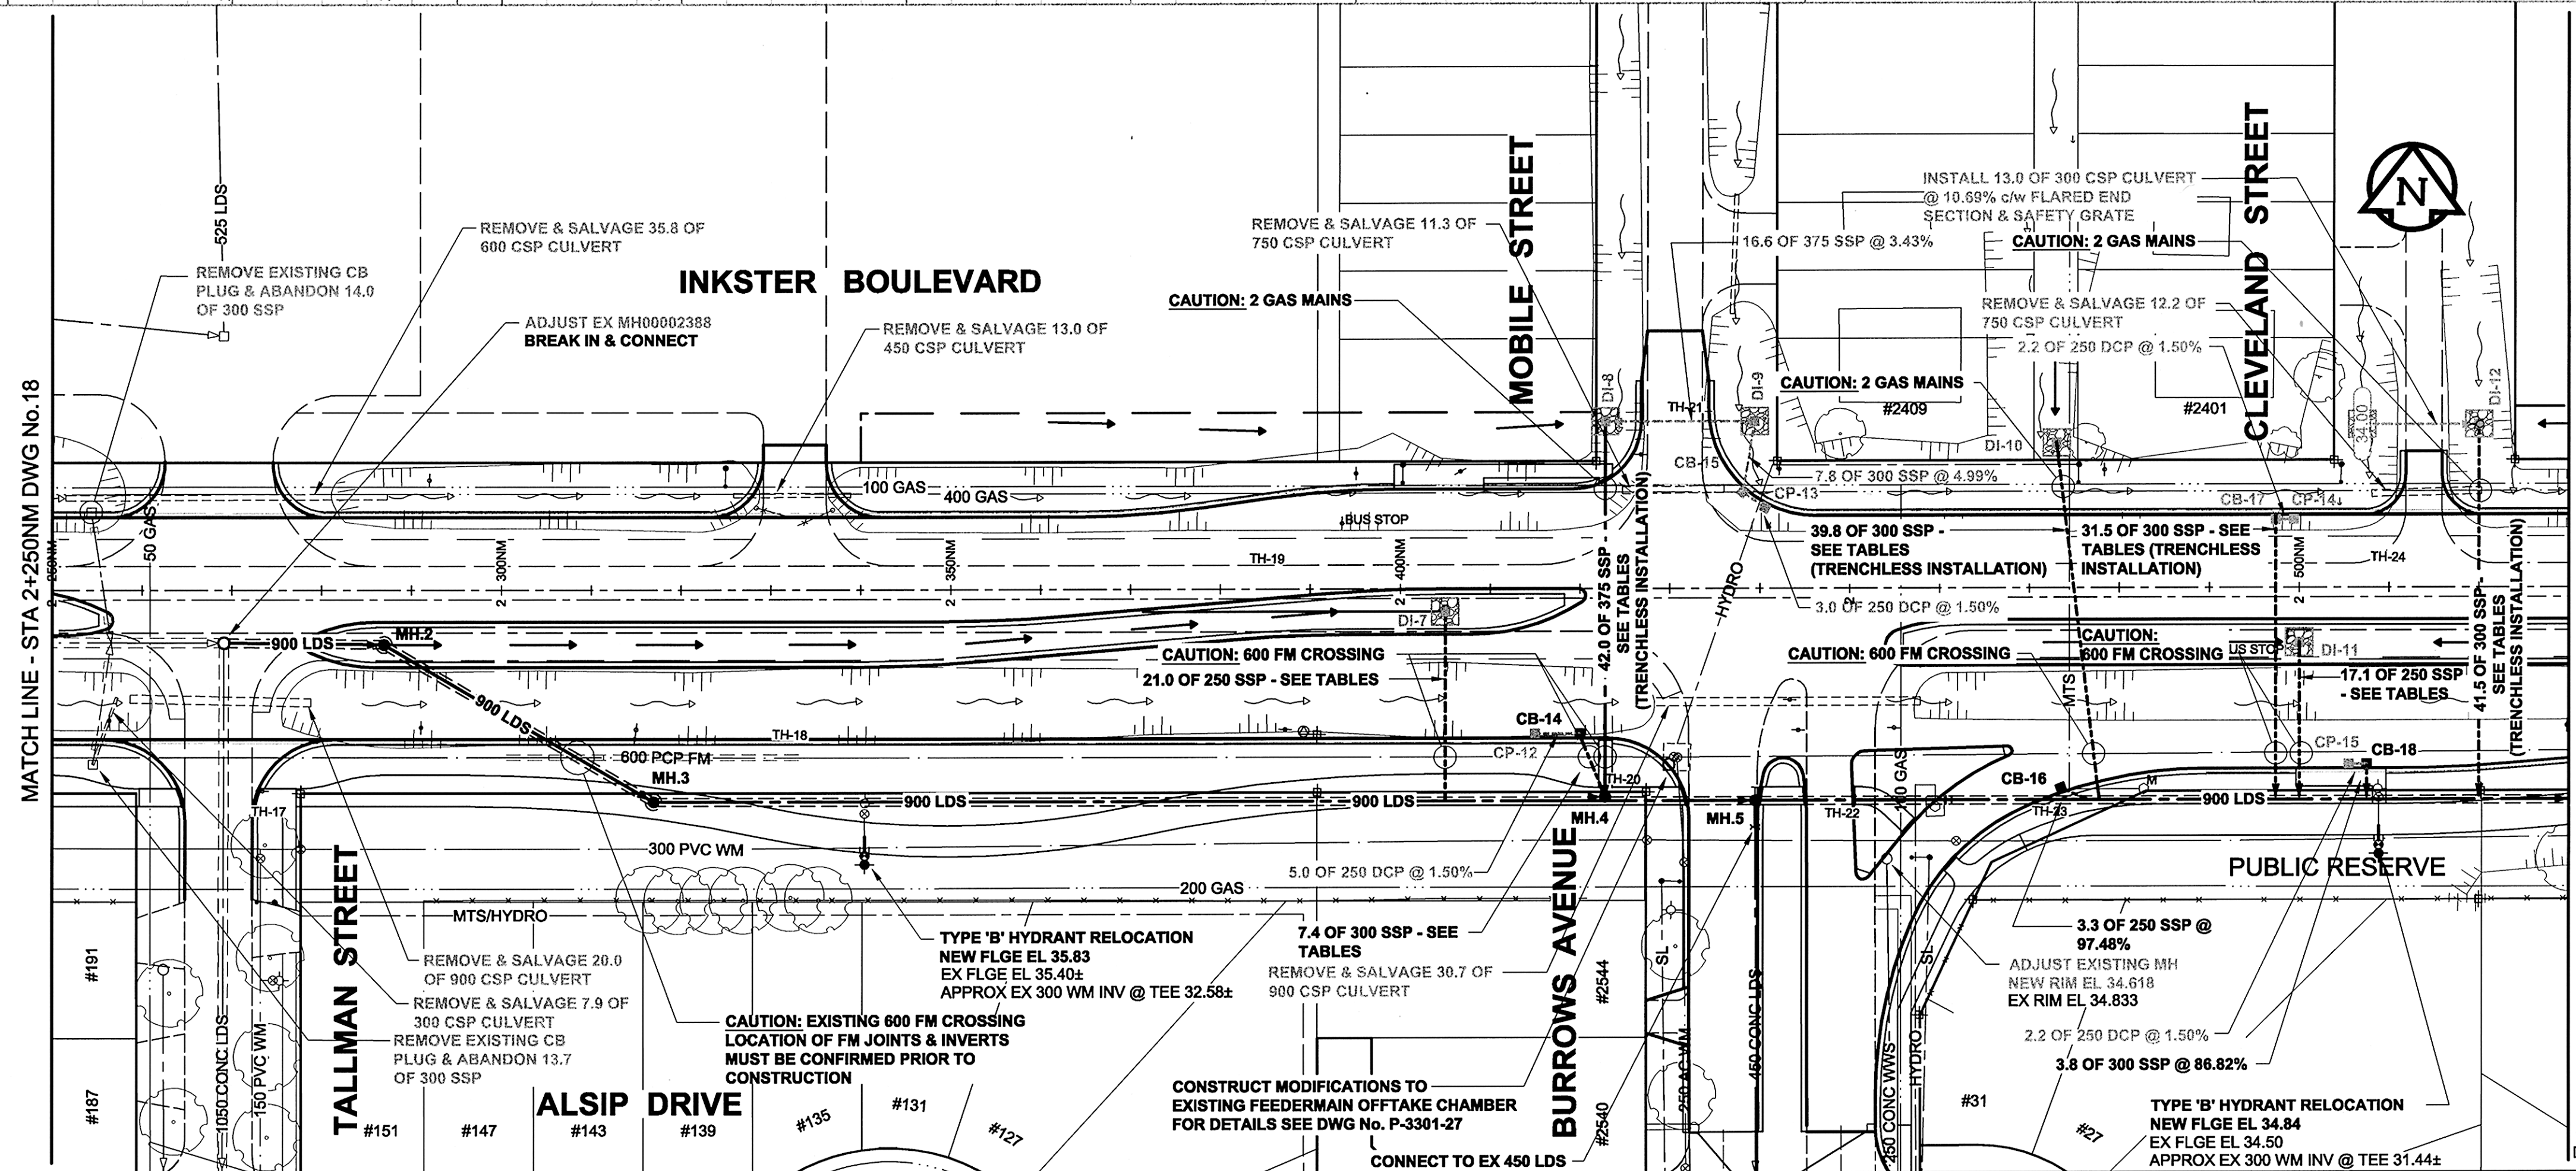 MATCH LINE - STA 2+250NM DWG No.18
525 LDS
REMOVE EXISTING CB
PLUG & ABANDON 14.0
OF 300 SSP
REMOVE & SALVAGE 35.8 OF
600 CSP CULVERT
ADJUST EX MH00002388
BREAK IN & CONNECT
INKSTER BOULEVARD
REMOVE & SALVAGE 13.0 OF
450 CSP CULVERT
REMOVE & SALVAGE 11.3 OF
750 CSP CULVERT
CAUTION: 2 GAS MAINS
MOBILE STREET
INSTALL 13.0 OF 300 CSP CULVERT
@ 10.69% c/w FLARED END
SECTION & SAFETY GRATE
16.6 OF 375 SSP @ 3.43%
CAUTION: 2 GAS MAINS
REMOVE & SALVAGE 12.2 OF
750 CSP CULVERT
2.2 OF 250 DCP @ 1.50%
CAUTION: 2 GAS MAINS
#2409
#2401
CLEVELAND STREET
N
DI-8
DI-9
TH-21
DI-10
DI-12
34.00
CB-15
CP-13
7.8 OF 300 SSP @ 4.99%
CB-17
CP-14
100 GAS
400 GAS
BUS STOP
50 GAS
2 250NM
2 300NM
2 350NM
2 400NM
2 500NM
TH-19
TH-24
42.0 OF 375 SSP -
SEE TABLES
(TRENCHLESS INSTALLATION)
HYDRO
39.8 OF 300 SSP -
SEE TABLES
(TRENCHLESS INSTALLATION)
31.5 OF 300 SSP - SEE
TABLES (TRENCHLESS
INSTALLATION)
3.0 OF 250 DCP @ 1.50%
41.5 OF 300 SSP -
SEE TABLES
(TRENCHLESS INSTALLATION)
900 LDS
MH.2
DI-7
CAUTION: 600 FM CROSSING
21.0 OF 250 SSP - SEE TABLES
CAUTION: 600 FM CROSSING
MTS
CAUTION:
600 FM CROSSING
US STOP
DI-11
17.1 OF 250 SSP
- SEE TABLES
900 LDS
TH-18
600 PCP FM
MH.3
CB-14
CP-12
TH-20
MH.4
MH.5
TH-22
100 GAS
CB-16
TH-23
M
CP-15
CB-18
900 LDS
900 LDS
900 LDS
TH-17
300 PVC WM
200 GAS
MTS/HYDRO
5.0 OF 250 DCP @ 1.50%
PUBLIC RESERVE
TALLMAN STREET
#191
#187
1050 CONC LDS
150 PVC WM
REMOVE & SALVAGE 20.0
OF 900 CSP CULVERT
REMOVE & SALVAGE 7.9 OF
300 CSP CULVERT
REMOVE EXISTING CB
PLUG & ABANDON 13.7
OF 300 SSP
TYPE 'B' HYDRANT RELOCATION
NEW FLGE EL 35.83
EX FLGE EL 35.40±
APPROX EX 300 WM INV @ TEE 32.58±
CAUTION: EXISTING 600 FM CROSSING
LOCATION OF FM JOINTS & INVERTS
MUST BE CONFIRMED PRIOR TO
CONSTRUCTION
7.4 OF 300 SSP - SEE
TABLES
REMOVE & SALVAGE 30.7 OF
900 CSP CULVERT
CONSTRUCT MODIFICATIONS TO
EXISTING FEEDERMAIN OFFTAKE CHAMBER
FOR DETAILS SEE DWG No. P-3301-27
CONNECT TO EX 450 LDS
BURROWS AVENUE
#2544
#2540
SL
250 AC WM
450 CONC LDS
250 CONC WWS
HYDRO
SL
3.3 OF 250 SSP @
97.48%
ADJUST EXISTING MH
NEW RIM EL 34.618
EX RIM EL 34.833
2.2 OF 250 DCP @ 1.50%
3.8 OF 300 SSP @ 86.82%
TYPE 'B' HYDRANT RELOCATION
NEW FLGE EL 34.84
EX FLGE EL 34.50
APPROX EX 300 WM INV @ TEE 31.44±
ALSIP DRIVE
#151
#147
#143
#139
#135
#131
#127
#31
#27